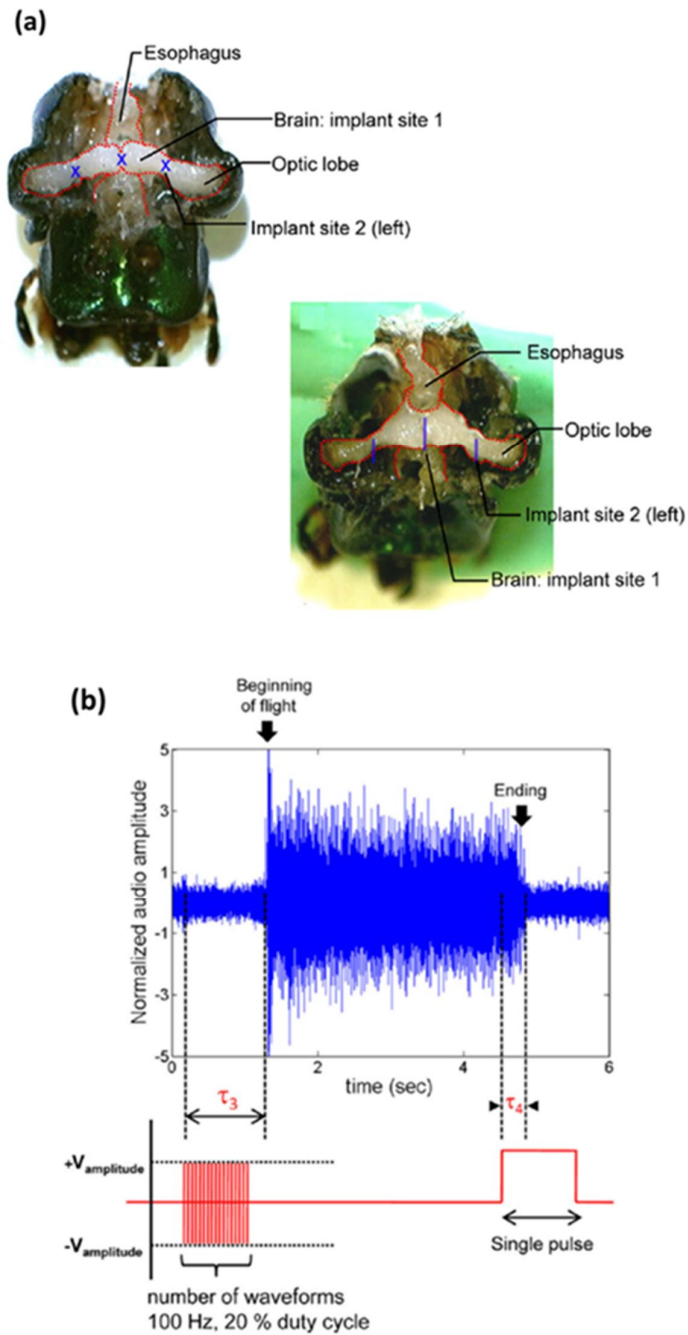 (a)
Esophagus
Brain: implant site 1
Optic lobe
Implant site 2 (left)
Esophagus
Optic lobe
Implant site 2 (left)
Brain: implant site 1
(b)
Beginning
of flight
Ending
Normalized audio amplitude
5
3
1
-1
-3
-5
0
2
4
6
time (sec)
τ3
τ4
+Vamplitude
-Vamplitude
Single pulse
number of waveforms
100 Hz, 20 % duty cycle